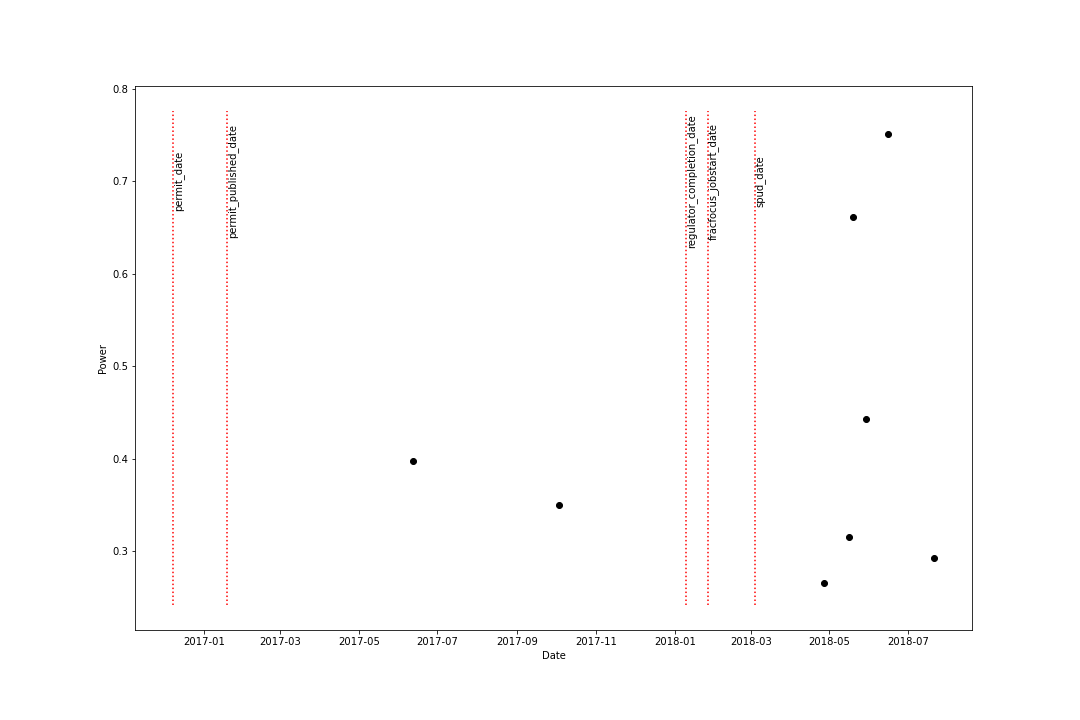 0.8
0.7
0.6
0.5
0.4
0.3
Power
permit_date
permit_published_date
regulator_completion_date
fracfocus_jobstart_date
spud_date
2017-01
2017-03
2017-05
2017-07
2017-09
2017-11
2018-01
2018-03
2018-05
2018-07
Date